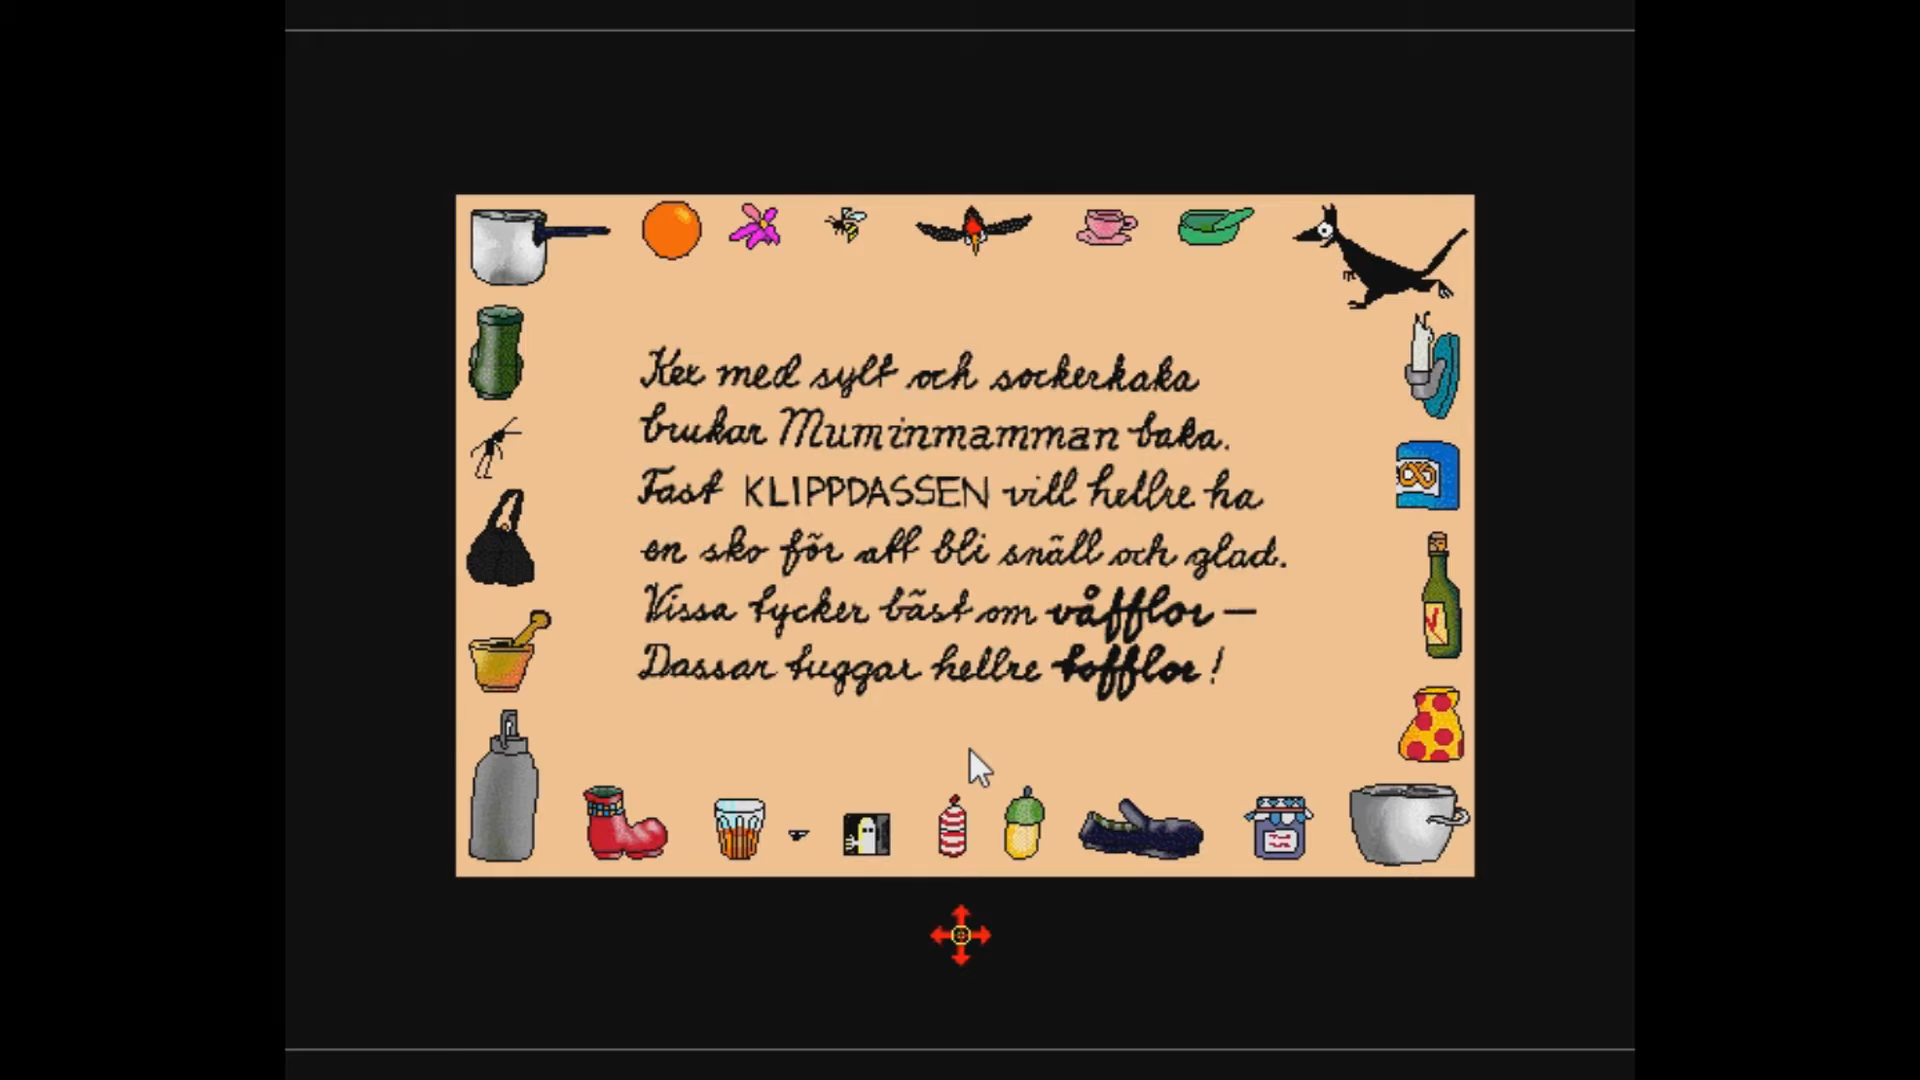 Kex med sylt och sockerkaka
brukar Muminmamman baka.
Fast KLIPPDASSEN vill hellre ha
en sko för att bli snäll och glad.
Vissa tycker bäst om våfflor –
Dassar tuggar hellre tofflor!